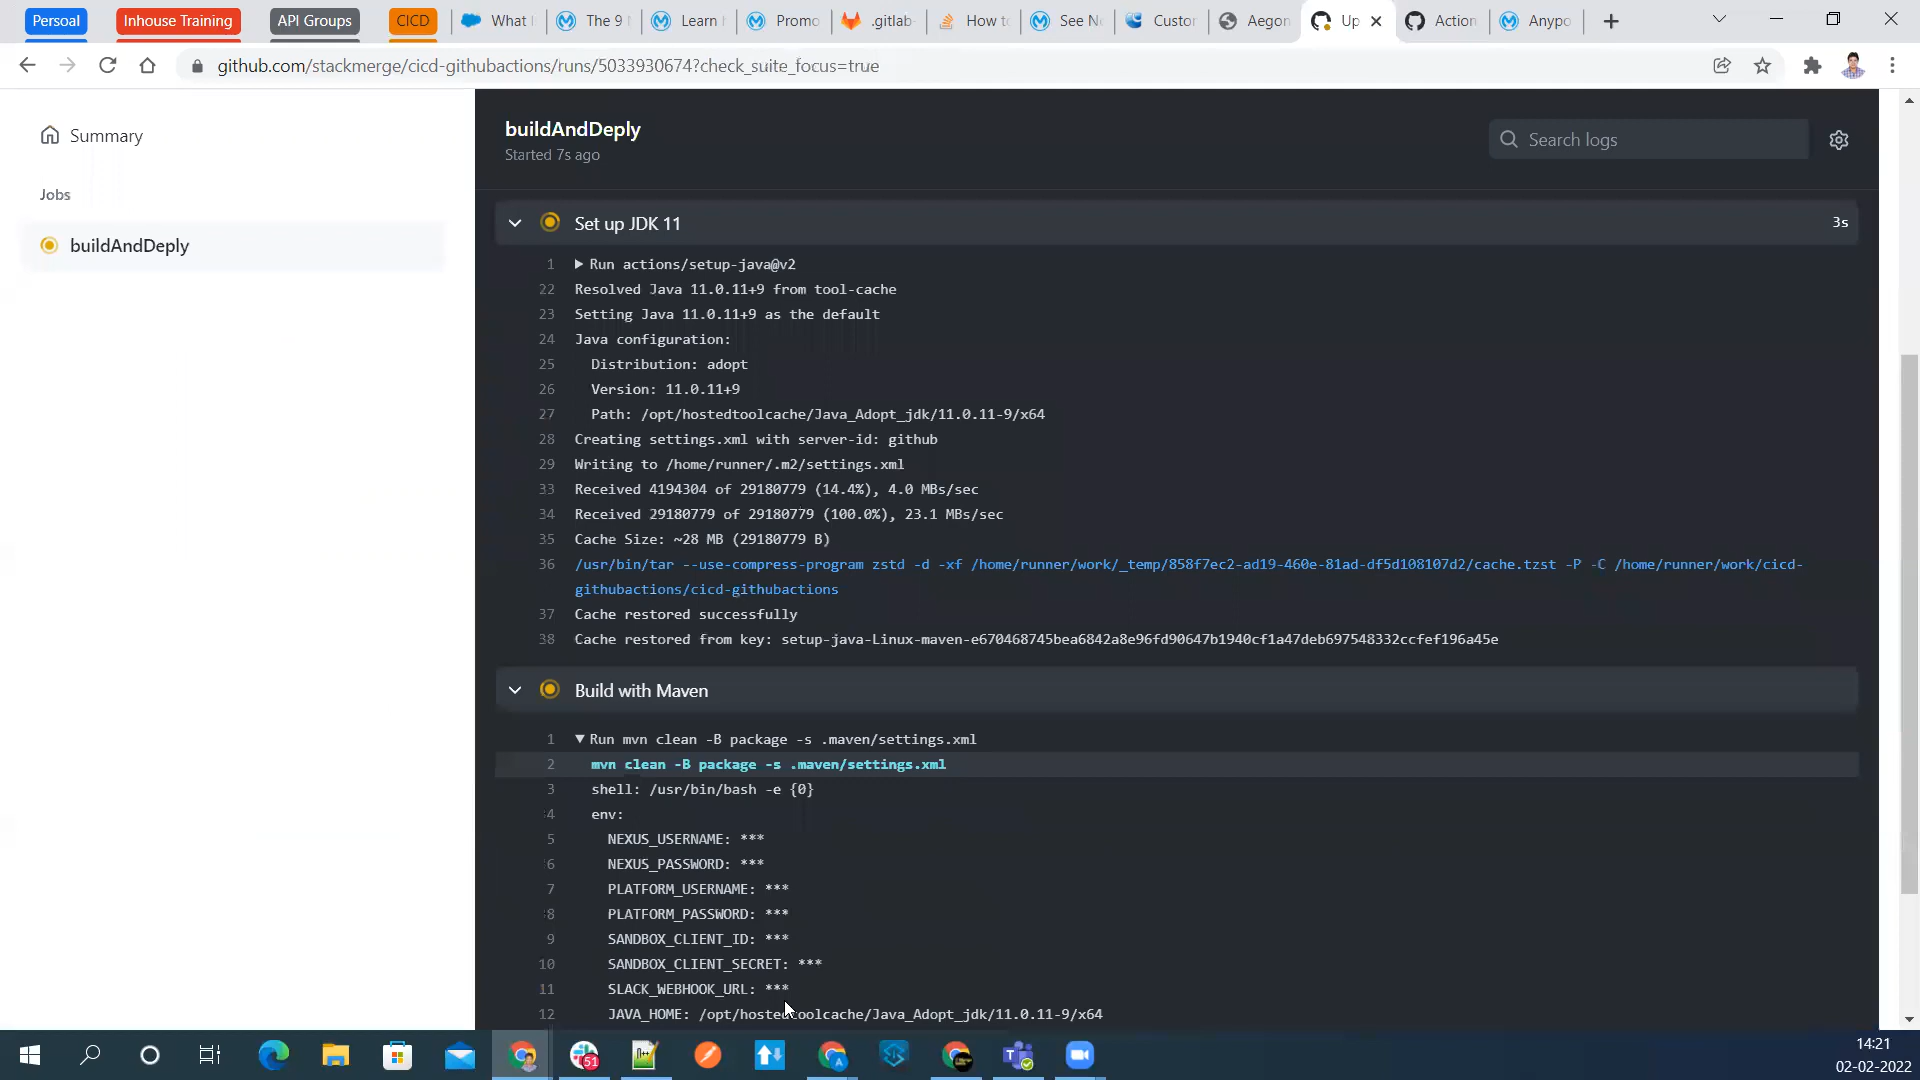 Persoal
Inhouse Training
API Groups
CICD
What
The 9
Learn
Promo
.gitlab-
How to
See Ne
Custor
Aegon
Up
Action
Anypo
github.com/stackmerge/cicd-githubactions/runs/5033930674?check_suite_focus=true
Summary
Jobs
buildAndDeply
buildAndDeply
Started 7s ago
Search logs
Set up JDK 11
3s
1 Run actions/setup-java@v2
22 Resolved Java 11.0.11+9 from tool-cache
23 Setting Java 11.0.11+9 as the default
24 Java configuration:
25 Distribution: adopt
26 Version: 11.0.11+9
27 Path: /opt/hostedtoolcache/Java_Adopt_jdk/11.0.11-9/x64
28 Creating settings.xml with server-id: github
29 Writing to /home/runner/.m2/settings.xml
33 Received 4194304 of 29180779 (14.4%), 4.0 MBs/sec
34 Received 29180779 of 29180779 (100.0%), 23.1 MBs/sec
35 Cache Size: ~28 MB (29180779 B)
36 /usr/bin/tar --use-compress-program zstd -d -xf /home/runner/work/_temp/858f7ec2-ad19-460e-81ad-df5d108107d2/cache.tzst -P -C /home/runner/work/cicd-
githubactions/cicd-githubactions
37 Cache restored successfully
38 Cache restored from key: setup-java-Linux-maven-e670468745bea6842a8e96fd90647b1940cf1a47deb697548332ccfef196a45e
Build with Maven
1 Run mvn clean -B package -s .maven/settings.xml
2 mvn clean -B package -s .maven/settings.xml
3 shell: /usr/bin/bash -e {0}
4 env:
5 NEXUS_USERNAME: ***
6 NEXUS_PASSWORD: ***
7 PLATFORM_USERNAME: ***
8 PLATFORM_PASSWORD: ***
9 SANDBOX_CLIENT_ID: ***
10 SANDBOX_CLIENT_SECRET: ***
11 SLACK_WEBHOOK_URL: ***
12 JAVA_HOME: /opt/hostedtoolcache/Java_Adopt_jdk/11.0.11-9/x64
51
14:21
02-02-2022